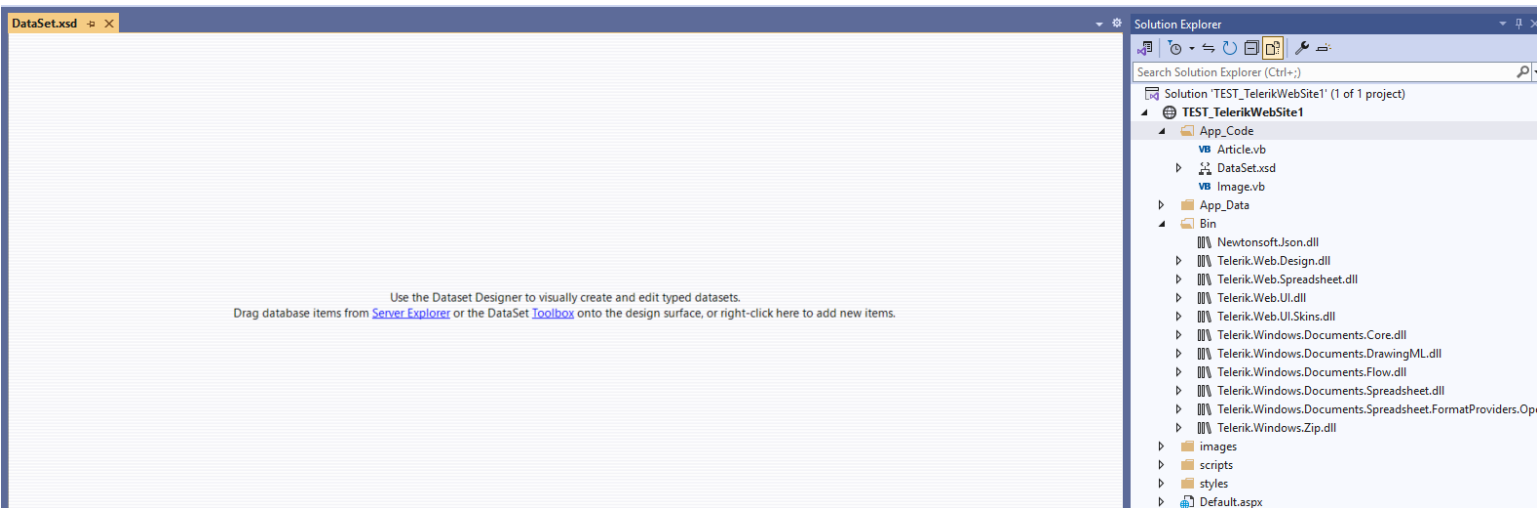 DataSet.xsd
Use the Dataset Designer to visually create and edit typed datasets.
Drag database items from Server Explorer or the DataSet Toolbox onto the design surface, or right-click here to add new items.
Solution Explorer
Search Solution Explorer (Ctrl+;)
Solution 'TEST_TelerikWebSite1' (1 of 1 project)
TEST_TelerikWebSite1
App_Code
VB Article.vb
DataSet.xsd
VB Image.vb
App_Data
Bin
Newtonsoft.Json.dll
Telerik.Web.Design.dll
Telerik.Web.Spreadsheet.dll
Telerik.Web.UI.dll
Telerik.Web.UI.Skins.dll
Telerik.Windows.Documents.Core.dll
Telerik.Windows.Documents.DrawingML.dll
Telerik.Windows.Documents.Flow.dll
Telerik.Windows.Documents.Spreadsheet.dll
Telerik.Windows.Documents.Spreadsheet.FormatProviders.Ope
Telerik.Windows.Zip.dll
images
scripts
styles
Default.aspx